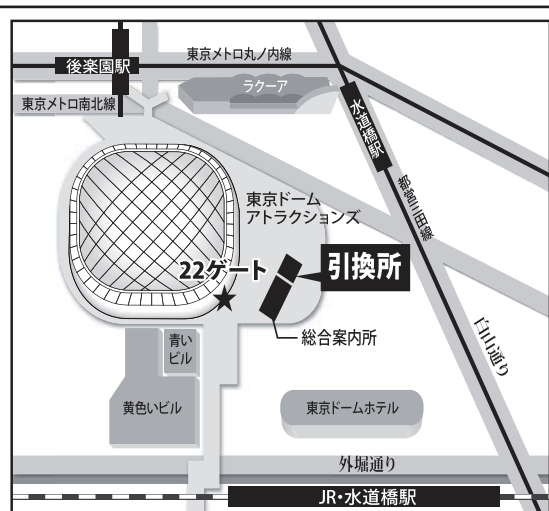 東京メトロ丸ノ内線
後楽園駅
ラクーア
東京メトロ南北線
水道橋駅
都営三田線
東京ドーム
アトラクションズ
22ゲート
引換所
総合案内所
青い
ビル
白山通り
黄色いビル
東京ドームホテル
外堀通り
JR・水道橋駅